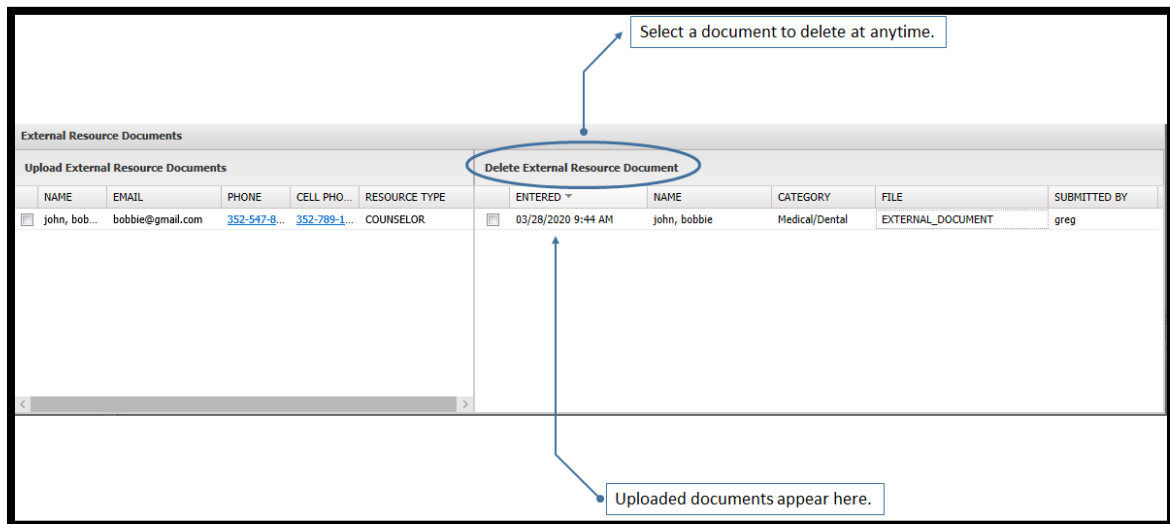 Select a document to delete at anytime.
External Resource Documents
Upload External Resource Documents
Delete External Resource Document
NAME EMAIL PHONE CELL PHO... RESOURCE TYPE
ENTERED NAME CATEGORY FILE SUBMITTED BY
john, bob... bobbie@gmail.com 352-547-8... 352-789-1... COUNSELOR
03/28/2020 9:44 AM john, bobbie Medical/Dental EXTERNAL_DOCUMENT greg
Uploaded documents appear here.